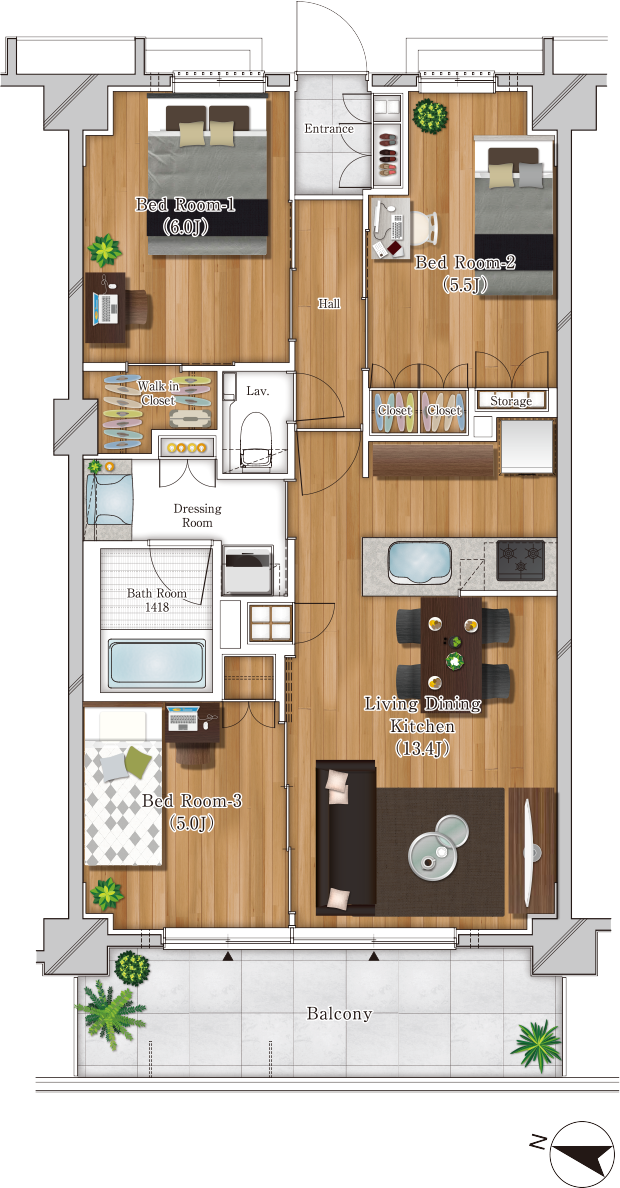 Entrance
Bed Room-1
(6.0J)
Bed Room-2
(5.5J)
Hall
Walk in
Closet
Lav.
Closet
Closet
Storage
Dressing
Room
Bath Room
1418
Living Dining
Kitchen
(13.4J)
Bed Room-3
(5.0J)
Balcony
N